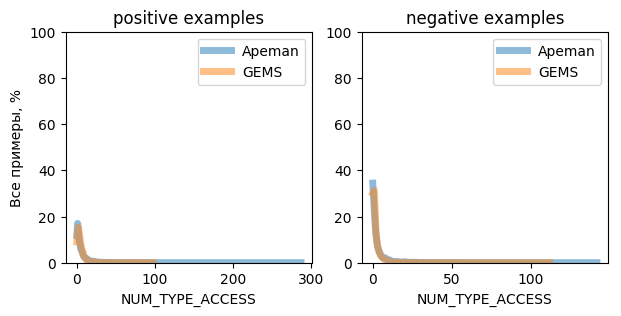 positive examples
negative examples
Все примеры, %
100
80
60
40
20
0
Apeman
GEMS
0
100
200
300
NUM_TYPE_ACCESS
100
80
60
40
20
0
Apeman
GEMS
0
50
100
NUM_TYPE_ACCESS